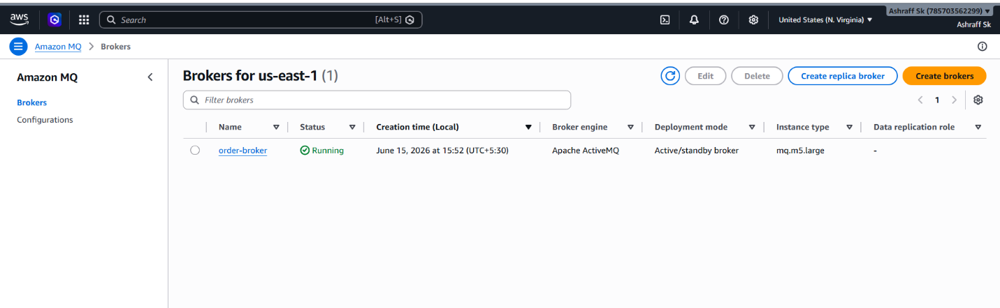 aws
Search
[Alt+S]
United States (N. Virginia)
Ashraff Sk (785703562299)
Ashraff Sk
Amazon MQ
Brokers
Amazon MQ
Brokers
Configurations
Brokers for us-east-1 (1)
Edit
Delete
Create replica broker
Create brokers
Filter brokers
1
Name Status Creation time (Local) Broker engine Deployment mode Instance type Data replication role
order-broker Running June 15, 2026 at 15:52 (UTC+5:30) Apache ActiveMQ Active/standby broker mq.m5.large -